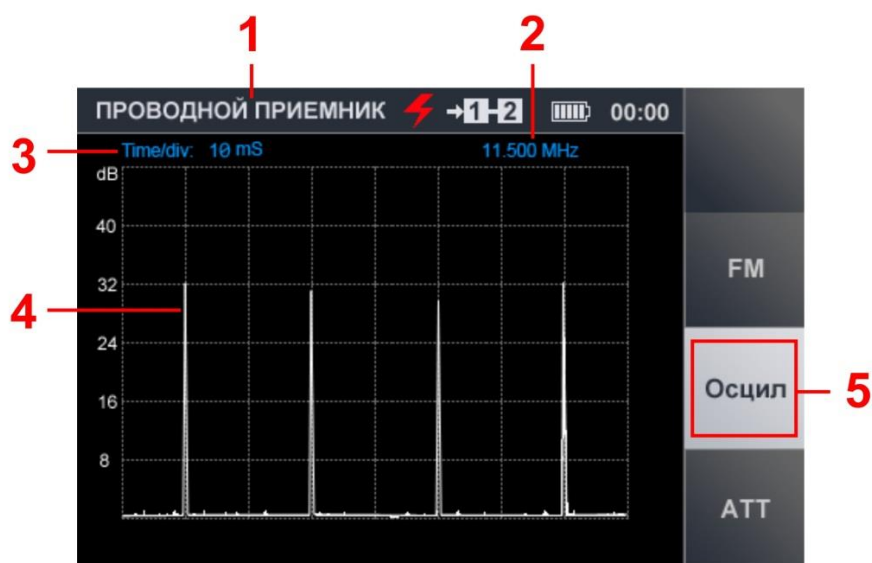 1
2
ПРОВОДНОЙ ПРИЕМНИК →1-2 00:00
3
Time/div: 10 mS 11.500 MHz
dB
40
FM
32
4
24
Осцил
5
16
8
ATT